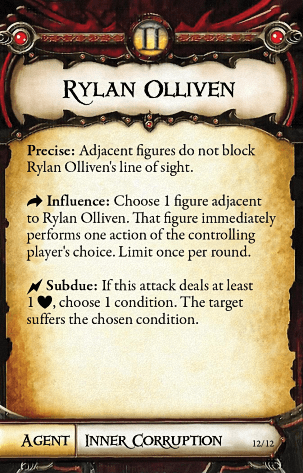 II
RYLAN OLLIVEN
Precise: Adjacent figures do not block
Rylan Olliven's line of sight.
Influence: Choose 1 figure adjacent
to Rylan Olliven. That figure immediately
performs one action of the controlling
player's choice. Limit once per round.
Subdue: If this attack deals at least
1 ♥, choose 1 condition. The target
suffers the chosen condition.
AGENT INNER CORRUPTION 12/12